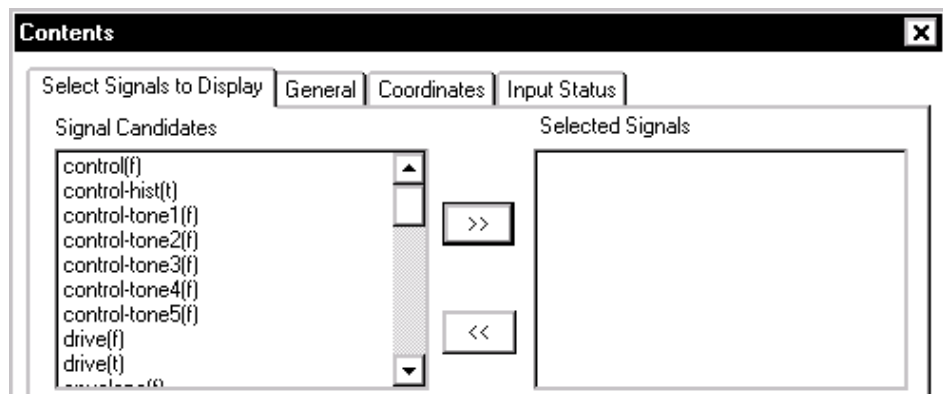 Contents
Select Signals to Display General Coordinates Input Status
Signal Candidates
Selected Signals
control(f)
control-hist(t)
control-tone1(f)
control-tone2(f)
control-tone3(f)
control-tone4(f)
control-tone5(f)
drive(f)
drive(t)
>>
<<